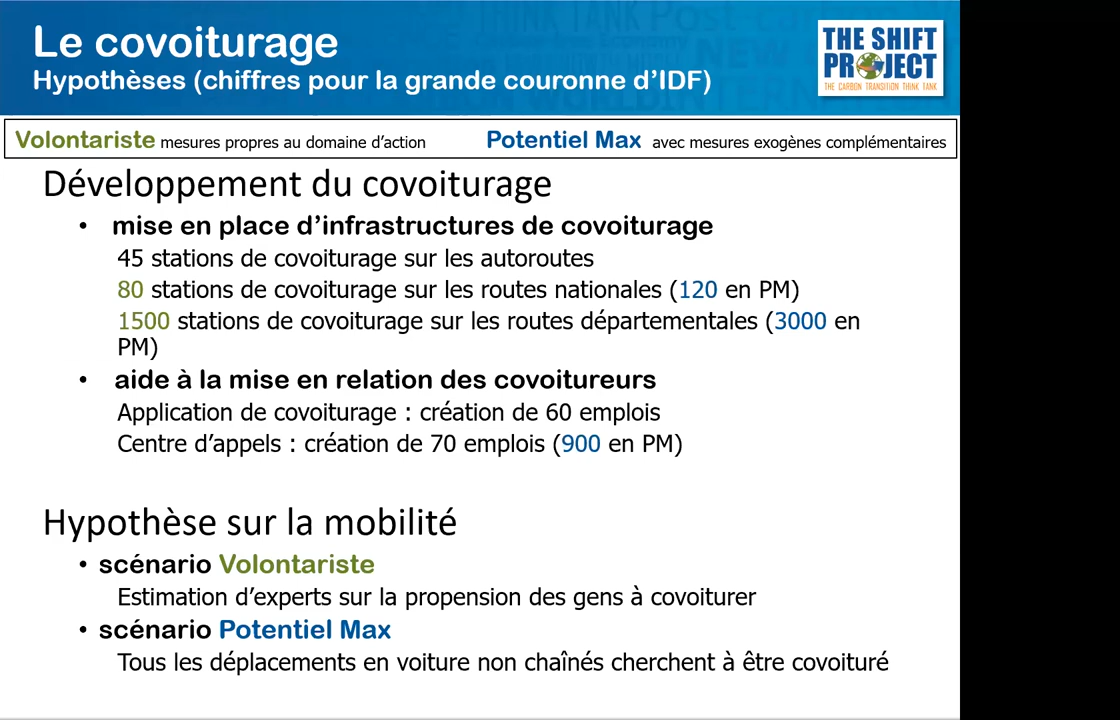 Le covoiturage
Hypothèses (chiffres pour la grande couronne d'IDF)
THE SHIFT
PROJECT
THE CARBON TRANSITION THINK TANK
Volontariste mesures propres au domaine d'action Potentiel Max avec mesures exogènes complémentaires
Développement du covoiturage
• mise en place d'infrastructures de covoiturage
45 stations de covoiturage sur les autoroutes
80 stations de covoiturage sur les routes nationales (120 en PM)
1500 stations de covoiturage sur les routes départementales (3000 en
PM)
• aide à la mise en relation des covoitureurs
Application de covoiturage : création de 60 emplois
Centre d'appels : création de 70 emplois (900 en PM)
Hypothèse sur la mobilité
• scénario Volontariste
Estimation d'experts sur la propension des gens à covoiturer
• scénario Potentiel Max
Tous les déplacements en voiture non chaînés cherchent à être covoituré